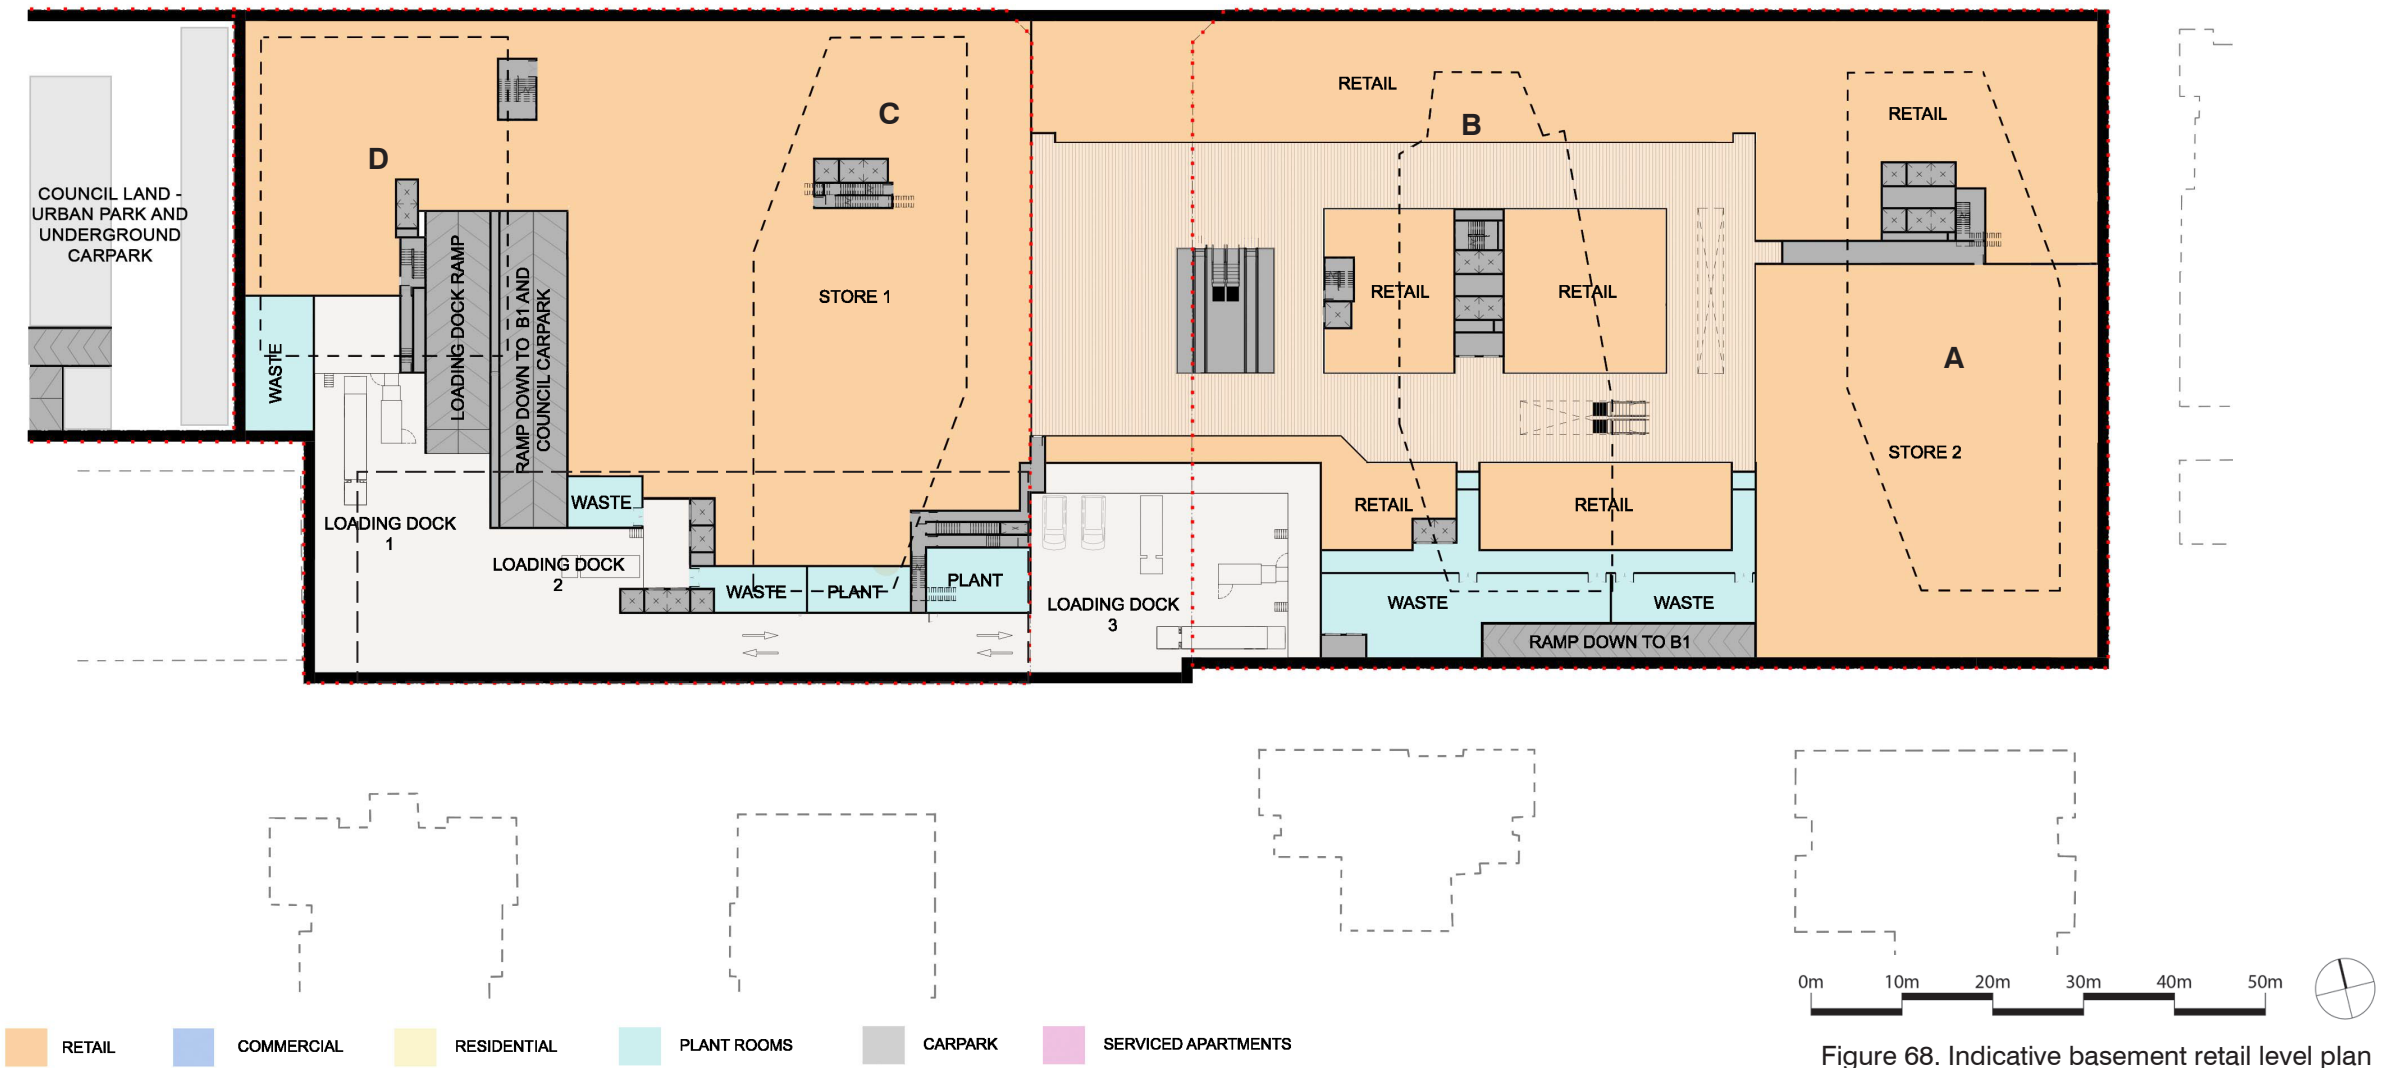 RETAIL
B
RETAIL
C
D
COUNCIL LAND -
URBAN PARK AND
UNDERGROUND
CARPARK
LOADING DOCK RAMP
RAMP DOWN TO B1 AND
COUNCIL CARPARK
STORE 1
RETAIL
RETAIL
WASTE
A
STORE 2
WASTE
RETAIL
RETAIL
LOADING DOCK
1
LOADING DOCK
2
WASTE
PLANT
PLANT
LOADING DOCK
3
WASTE
WASTE
RAMP DOWN TO B1
0m 10m 20m 30m 40m 50m
RETAIL
COMMERCIAL
RESIDENTIAL
PLANT ROOMS
CARPARK
SERVICED APARTMENTS
Figure 68. Indicative basement retail level plan